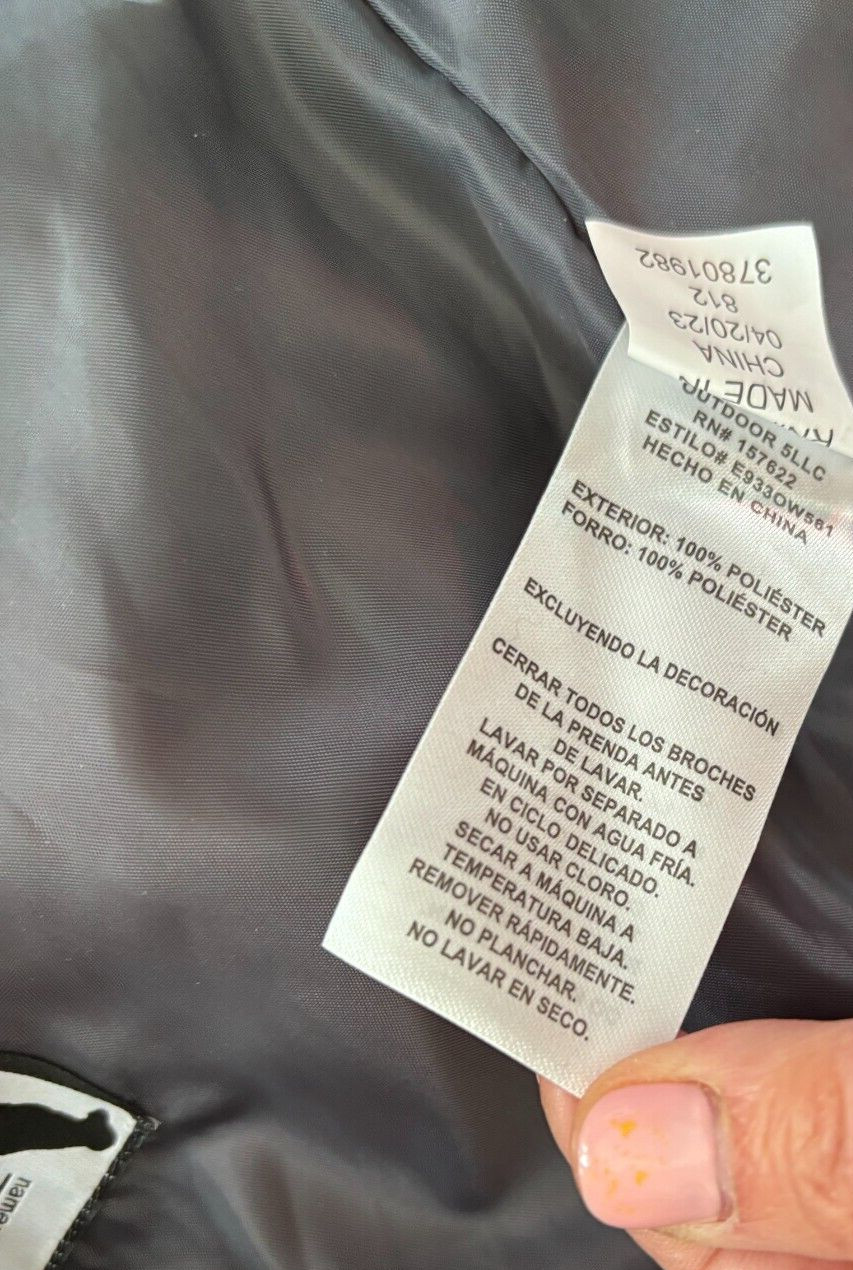 37801982
812
04/20/23
CHINA
MADE
OUTDOOR 5LLC
RN# 157622
ESTILO# E933OW561
HECHO EN CHINA
EXTERIOR: 100% POLIÉSTER
FORRO: 100% POLIÉSTER
EXCLUYENDO LA DECORACIÓN
CERRAR TODOS LOS BROCHES
DE LA PRENDA ANTES
DE LAVAR.
LAVAR POR SEPARADO A
MÁQUINA CON AGUA FRÍA.
EN CICLO DELICADO.
NO USAR CLORO.
SECAR A MÁQUINA A
TEMPERATURA BAJA.
REMOVER RÁPIDAMENTE.
NO PLANCHAR.
NO LAVAR EN SECO.
name